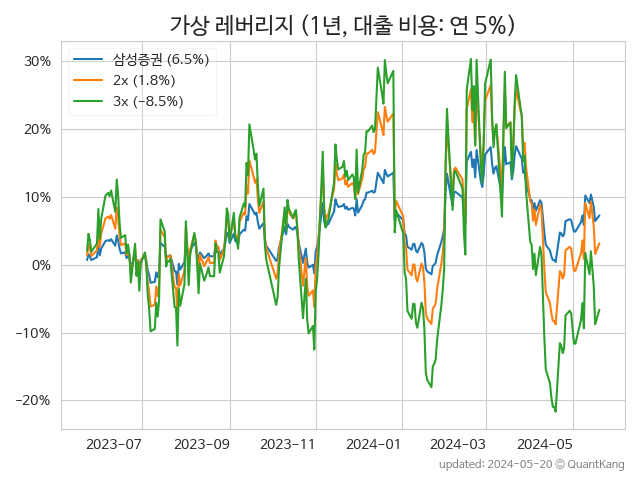 가상 레버리지 (1년, 대출 비용: 연 5%)
삼성증권 (6.5%)
2x (1.8%)
3x (−8.5%)
30%
20%
10%
0%
−10%
−20%
2023-07
2023-09
2023-11
2024-01
2024-03
2024-05
updated: 2024-05-20 © QuantKang